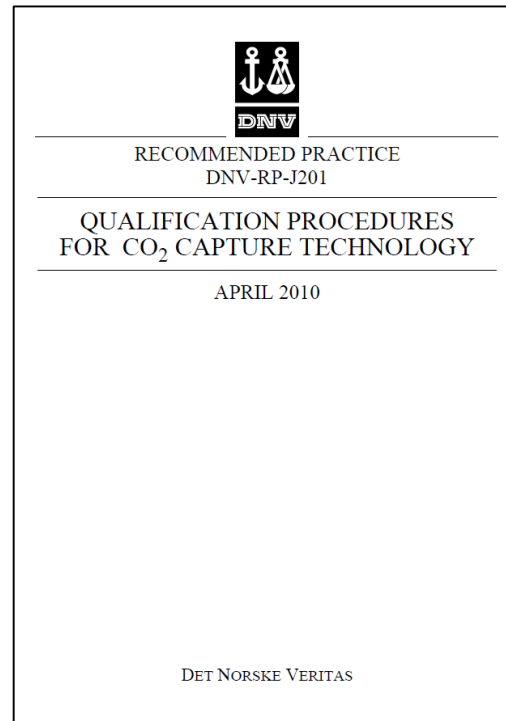 DNV
RECOMMENDED PRACTICE
DNV-RP-J201
QUALIFICATION PROCEDURES
FOR CO₂ CAPTURE TECHNOLOGY
APRIL 2010
DET NORSKE VERITAS